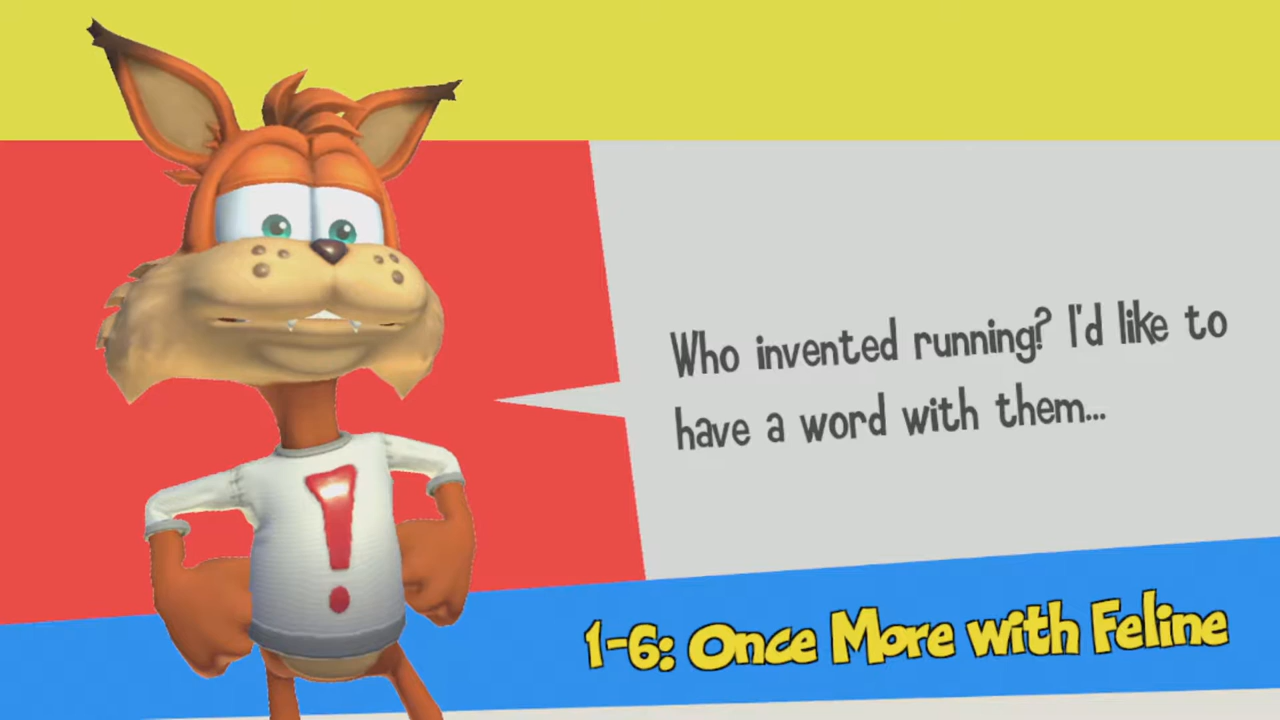 Who invented running? I'd like to
have a word with them...
!
1-6: Once More with Feline